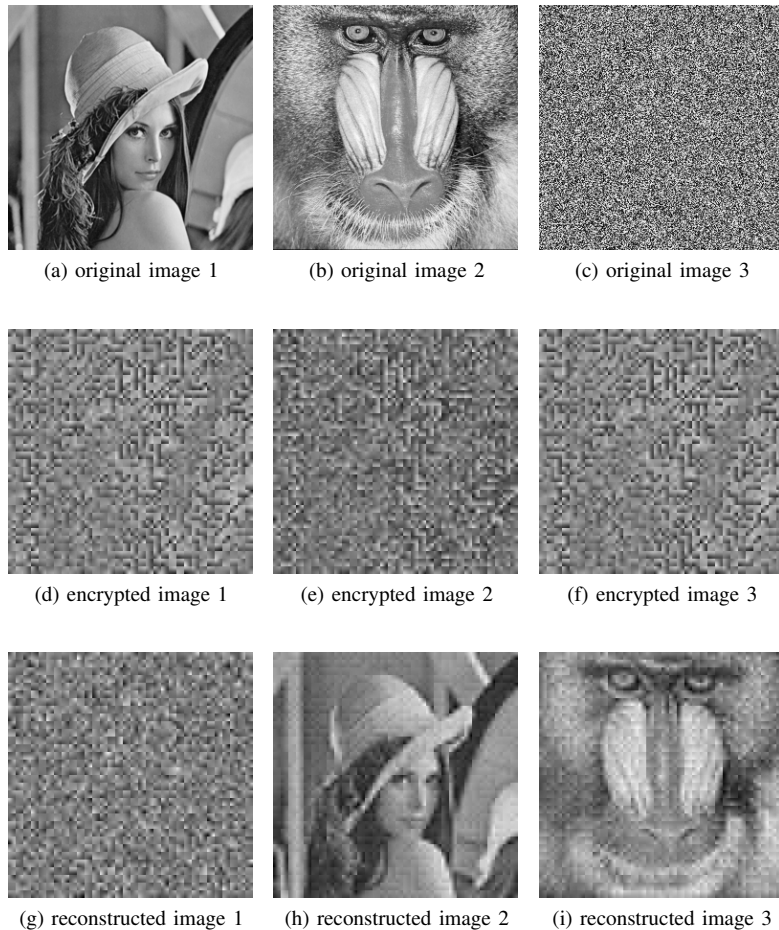 (a) original image 1
(b) original image 2
(c) original image 3
(d) encrypted image 1
(e) encrypted image 2
(f) encrypted image 3
(g) reconstructed image 1
(h) reconstructed image 2
(i) reconstructed image 3